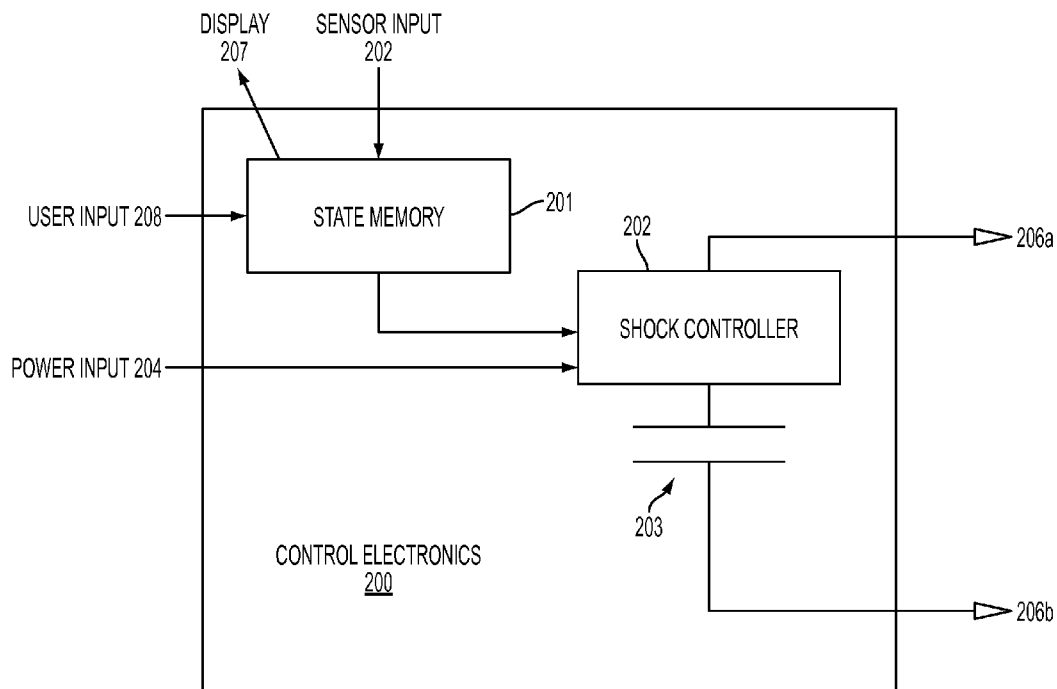 DISPLAY
207
SENSOR INPUT
202
USER INPUT 208
STATE MEMORY
201
202
206a
SHOCK CONTROLLER
POWER INPUT 204
203
CONTROL ELECTRONICS
200
206b